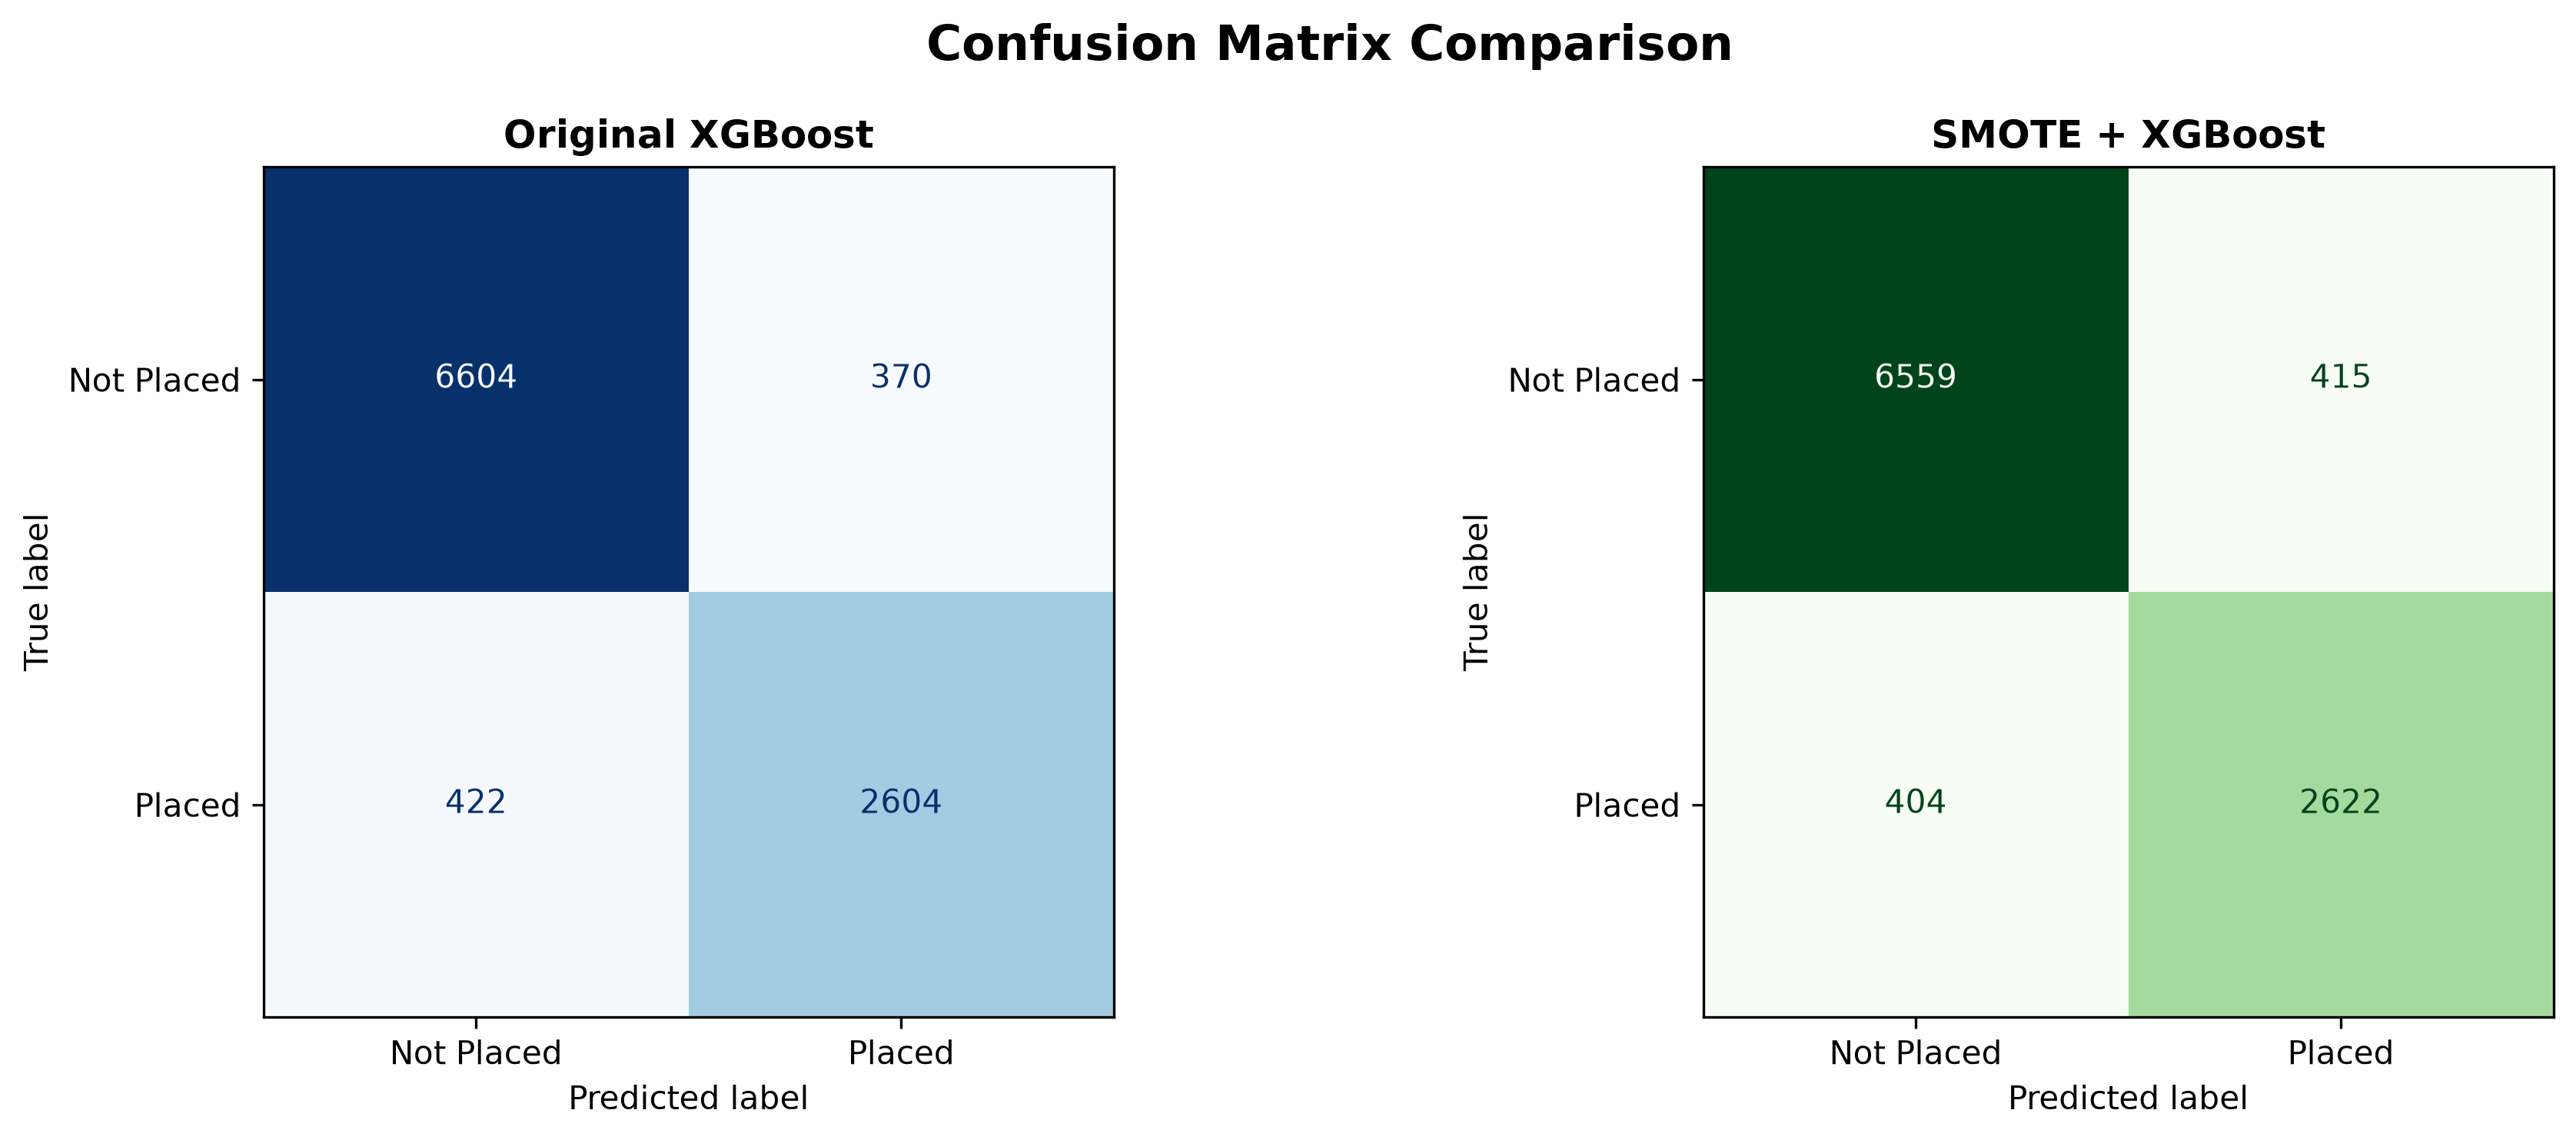 Confusion Matrix Comparison
Original XGBoost
True label
Not Placed
6604
370
Placed
422
2604
Not Placed
Placed
Predicted label
SMOTE + XGBoost
True label
Not Placed
6559
415
Placed
404
2622
Not Placed
Placed
Predicted label